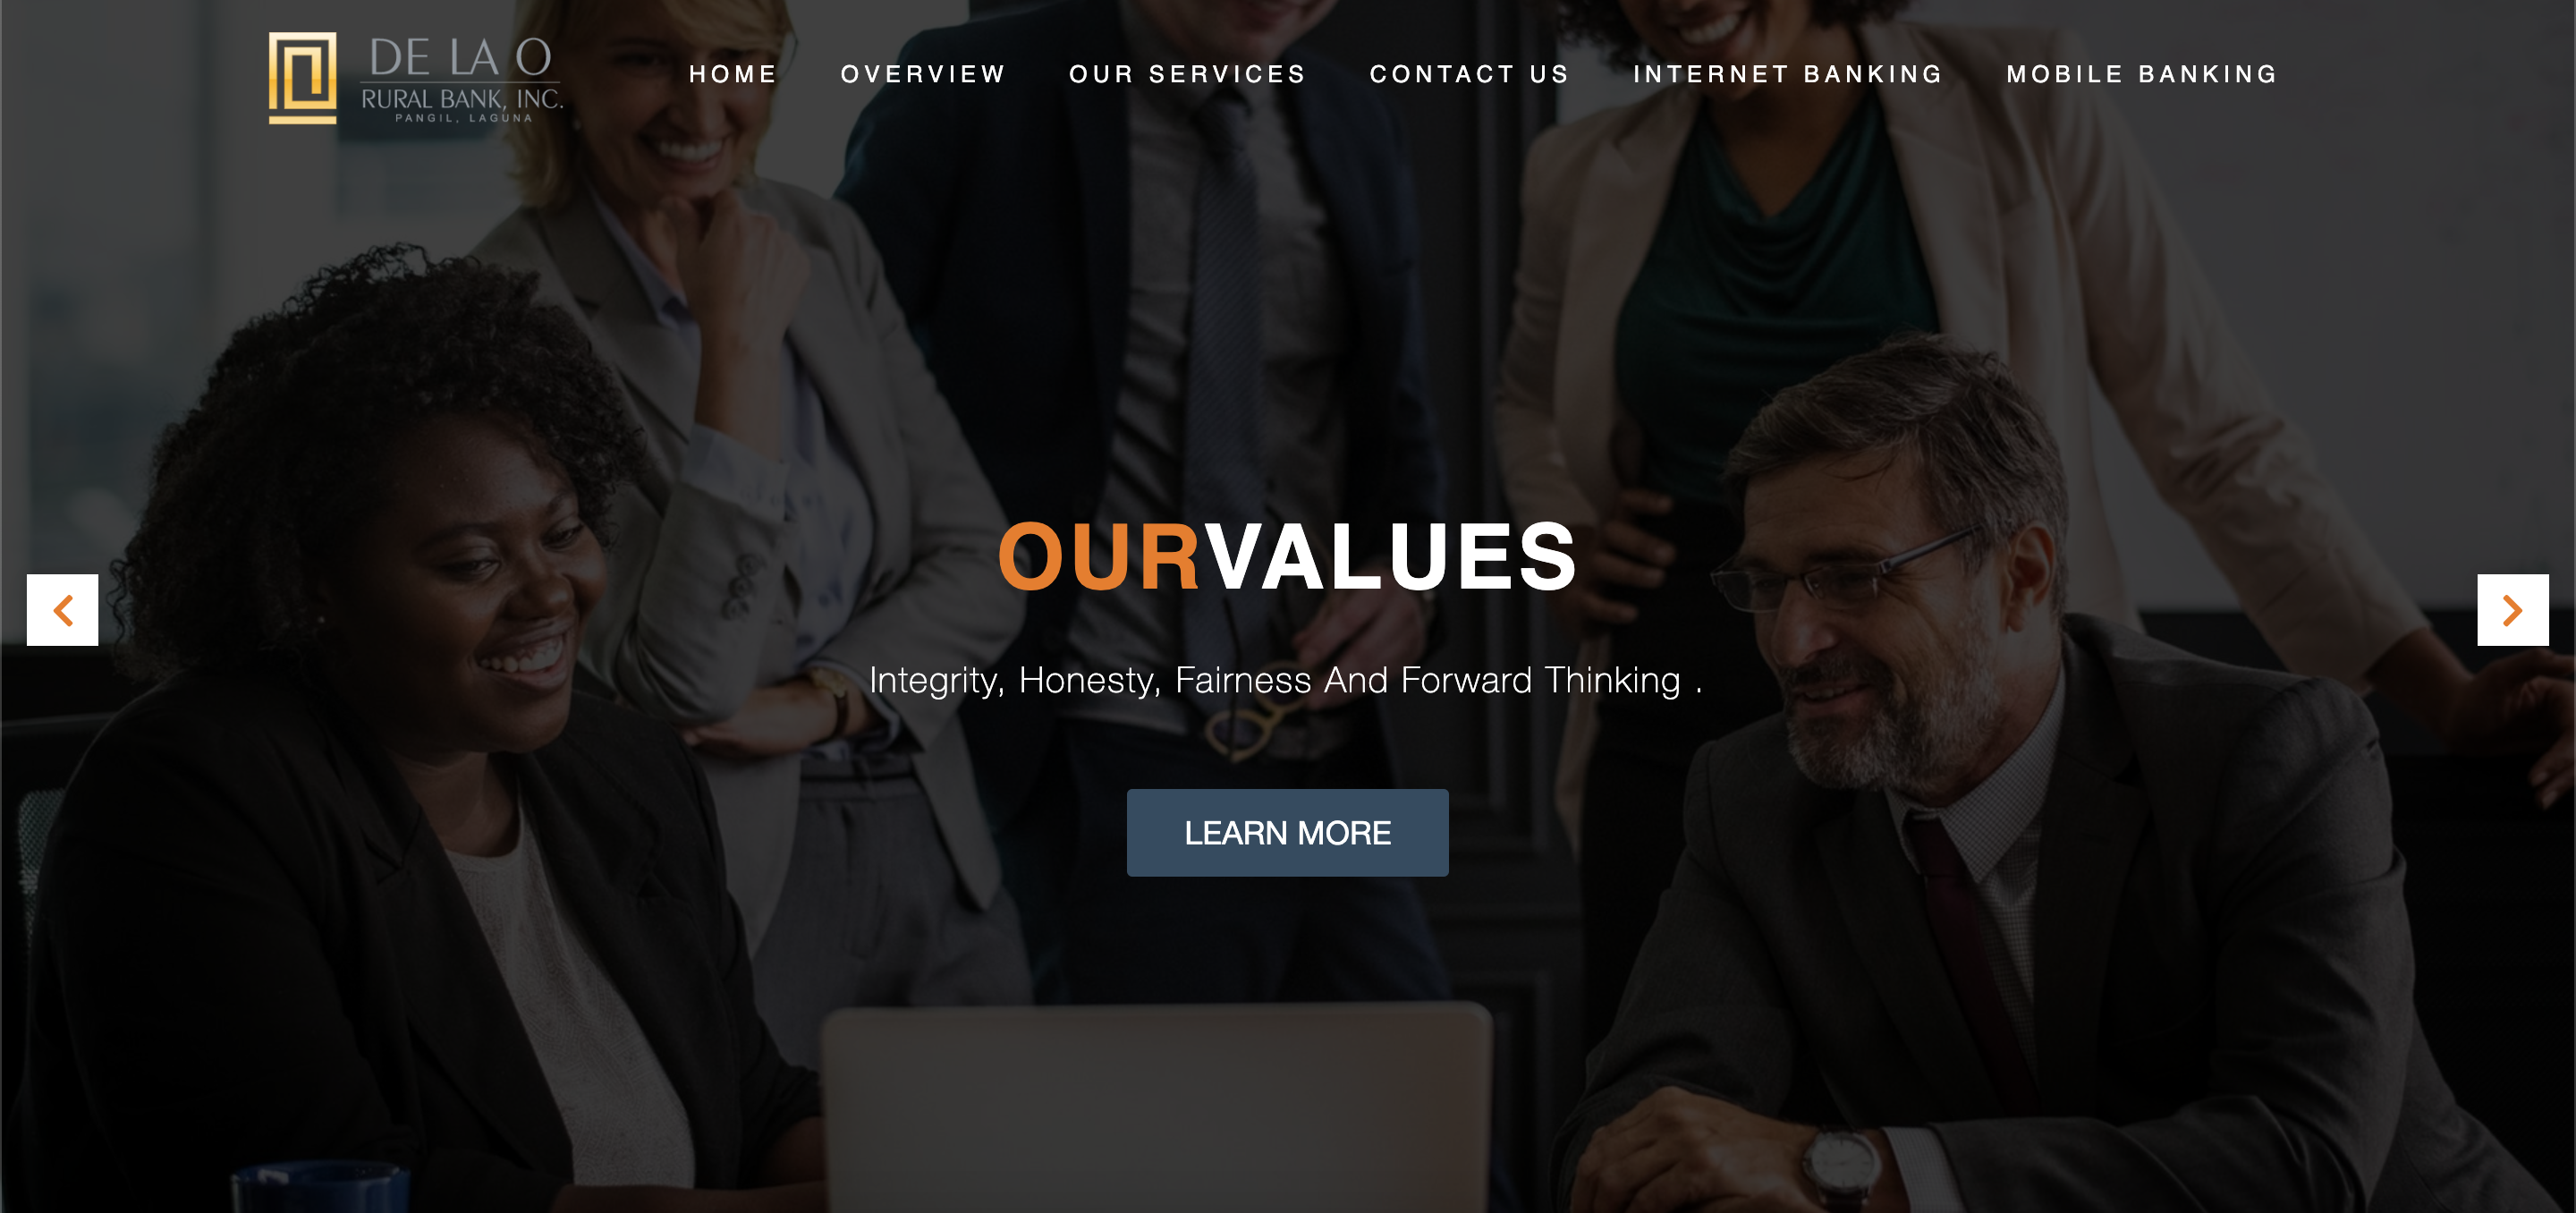 DE LA O
RURAL BANK, INC.
PANGIL, LAGUNA
HOME OVERVIEW OUR SERVICES CONTACT US INTERNET BANKING MOBILE BANKING
OURVALUES
Integrity, Honesty, Fairness And Forward Thinking .
LEARN MORE